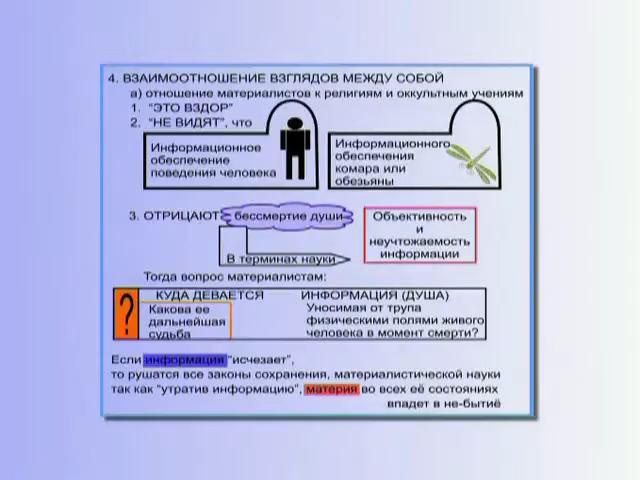 4. ВЗАИМООТНОШЕНИЕ ВЗГЛЯДОВ МЕЖДУ СОБОЙ
а) отношение материалистов к религиям и оккультным учениям
1. "ЭТО ВЗДОР"
2. "НЕ ВИДЯТ", что
Информационное
обеспечение
поведения человека
Информационного
обеспечения
комара или
обезьяны
3. ОТРИЦАЮТ бессмертие души
В терминах науки
Объективность
и
неучтожаемость
информации
Тогда вопрос материалистам:
?
КУДА ДЕВАЕТСЯ
Какова ее
дальнейшая
судьба
ИНФОРМАЦИЯ (ДУША)
Уносимая от трупа
физическими полями живого
человека в момент смерти?
Если информация "исчезает",
то рушатся все законы сохранения, материалистической науки
так как "утратив информацию", материя во всех её состояниях
впадет в не-бытиё